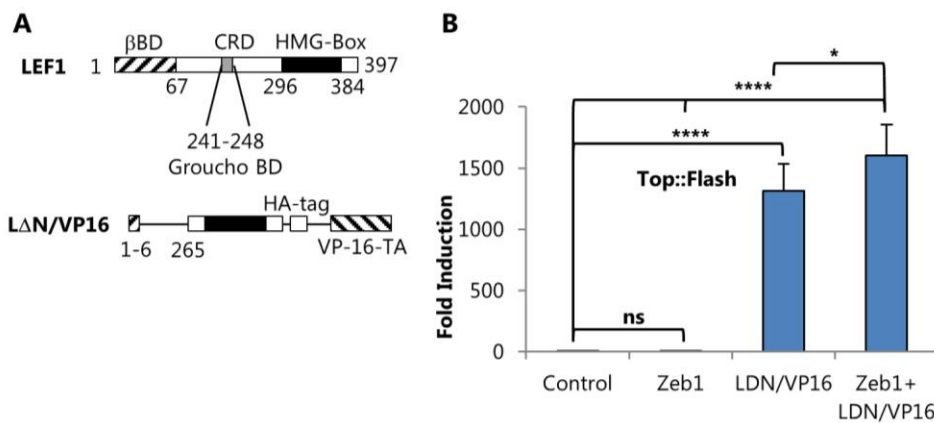 A
βBD CRD HMG-Box
LEF1 1 397
67 296 384
241-248
Groucho BD
HA-tag
LΔN/VP16
1-6 265 VP-16-TA
B
*
****
****
Top::Flash
ns
Fold Induction
2000
1500
1000
500
0
Control Zeb1 LDN/VP16 Zeb1+
LDN/VP16